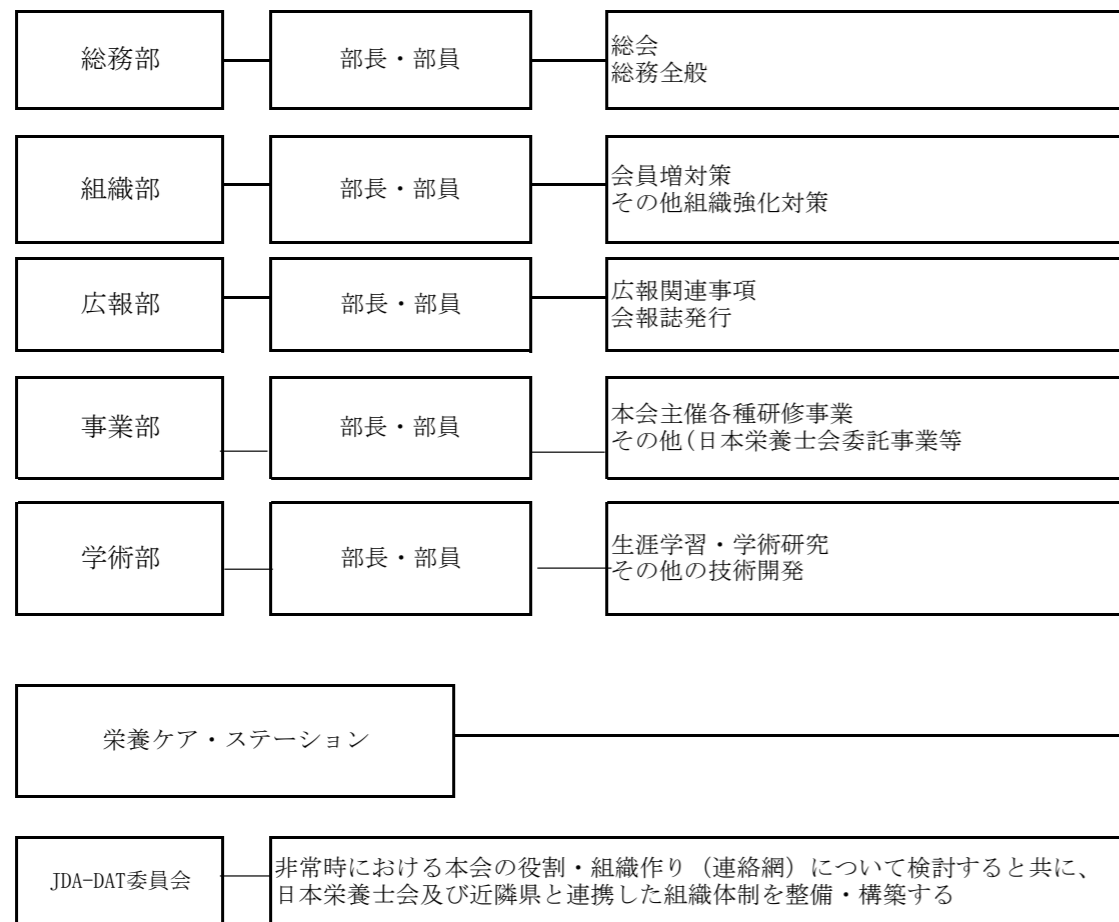 総務部
部長・部員
総会
総務全般
組織部
部長・部員
会員増対策
その他組織強化対策
広報部
部長・部員
広報関連事項
会報誌発行
事業部
部長・部員
本会主催各種研修事業
その他(日本栄養士会委託事業等
学術部
部長・部員
生涯学習・学術研究
その他の技術開発
栄養ケア・ステーション
JDA-DAT委員会
非常時における本会の役割・組織作り（連絡網）について検討すると共に、
日本栄養士会及び近隣県と連携した組織体制を整備・構築する